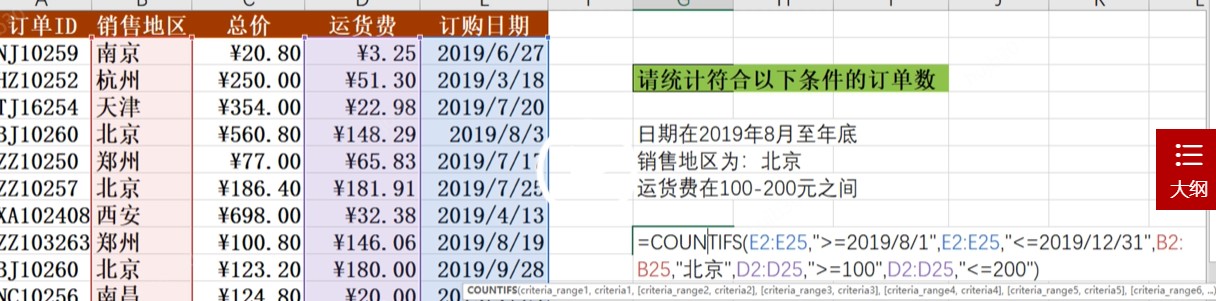 A B C D E F G H I J K L
订单ID 销售地区 总价 运货费 订购日期
NJ10259 南京 ¥20.80 ¥3.25 2019/6/27
HZ10252 杭州 ¥250.00 ¥51.30 2019/3/18 请统计符合以下条件的订单数
TJ16254 天津 ¥354.00 ¥22.98 2019/7/20
BJ10260 北京 ¥560.80 ¥148.29 2019/8/3 日期在2019年8月至年底
ZZ10250 郑州 ¥77.00 ¥65.83 2019/7/17 销售地区为：北京
ZZ10257 北京 ¥186.40 ¥181.91 2019/7/25 运货费在100-200元之间
XA102408 西安 ¥698.00 ¥32.38 2019/4/13
ZZ103263 郑州 ¥100.80 ¥146.06 2019/8/19 =COUNTIFS(E2:E25,">=2019/8/1",E2:E25,"<=2019/12/31",B2:
BJ10260 北京 ¥123.20 ¥180.00 2019/9/28 B25,"北京",D2:D25,">=100",D2:D25,"<=200")
NC10256 南昌 ¥124.80 ¥20.00 COUNTIFS(criteria_range1, criteria1, [criteria_range2, criteria2], [criteria_range3, criteria3], [criteria_range4, criteria4], [criteria_range5, criteria5], [criteria_range6, ...)
大纲